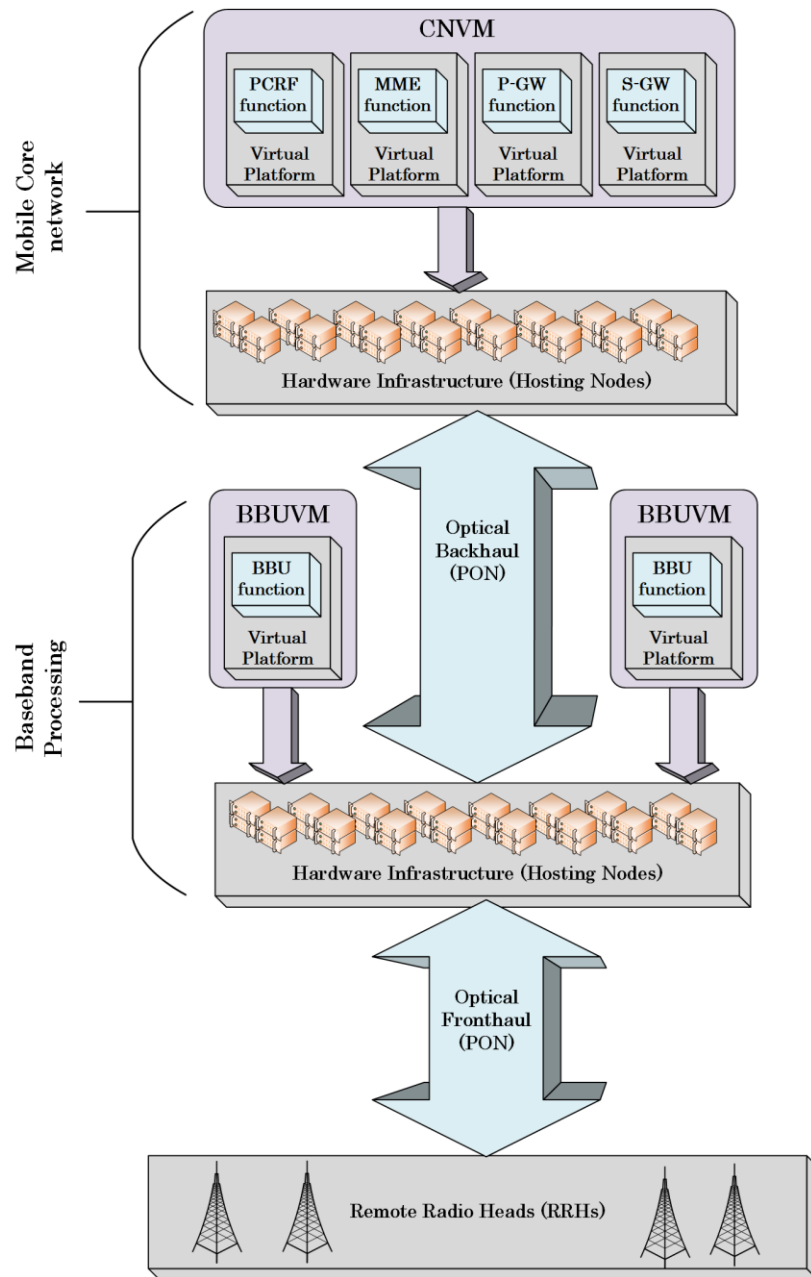 CNVM
PCRF
function
Virtual
Platform
MME
function
Virtual
Platform
P-GW
function
Virtual
Platform
S-GW
function
Virtual
Platform
Mobile Core
network
Hardware Infrastructure (Hosting Nodes)
Optical
Backhaul
(PON)
BBUVM
BBU
function
Virtual
Platform
BBUVM
BBU
function
Virtual
Platform
Baseband
Processing
Hardware Infrastructure (Hosting Nodes)
Optical
Fronthaul
(PON)
Remote Radio Heads (RRHs)